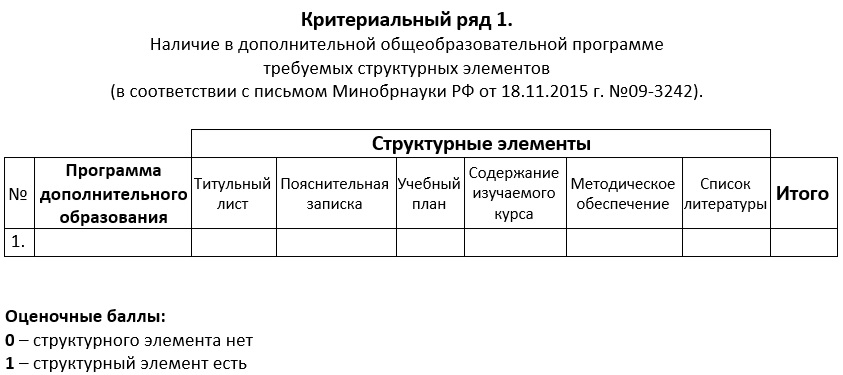 Критериальный ряд 1.
Наличие в дополнительной общеобразовательной программе
требуемых структурных элементов
(в соответствии с письмом Минобрнауки РФ от 18.11.2015 г. №09-3242).
Структурные элементы
№ Программа дополнительного образования Титульный лист Пояснительная записка Учебный план Содержание изучаемого курса Методическое обеспечение Список литературы Итого
1.
Оценочные баллы:
0 – структурного элемента нет
1 – структурный элемент есть